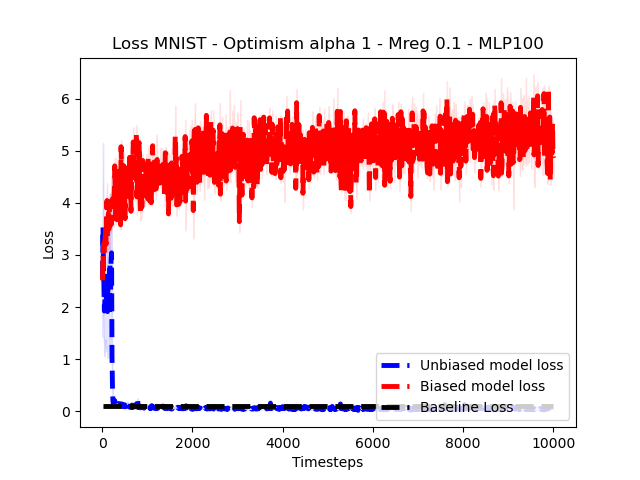 Loss MNIST - Optimism alpha 1 - Mreg 0.1 - MLP100
6
5
4
3
2
1
0
Loss
Unbiased model loss
Biased model loss
Baseline Loss
0 2000 4000 6000 8000 10000
Timesteps